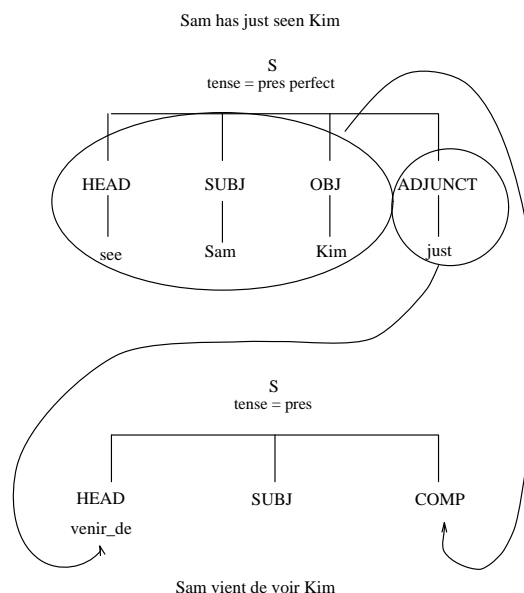 Sam has just seen Kim
S
tense = pres perfect
HEAD SUBJ OBJ ADJUNCT
see Sam Kim just
S
tense = pres
HEAD SUBJ COMP
venir_de
Sam vient de voir Kim